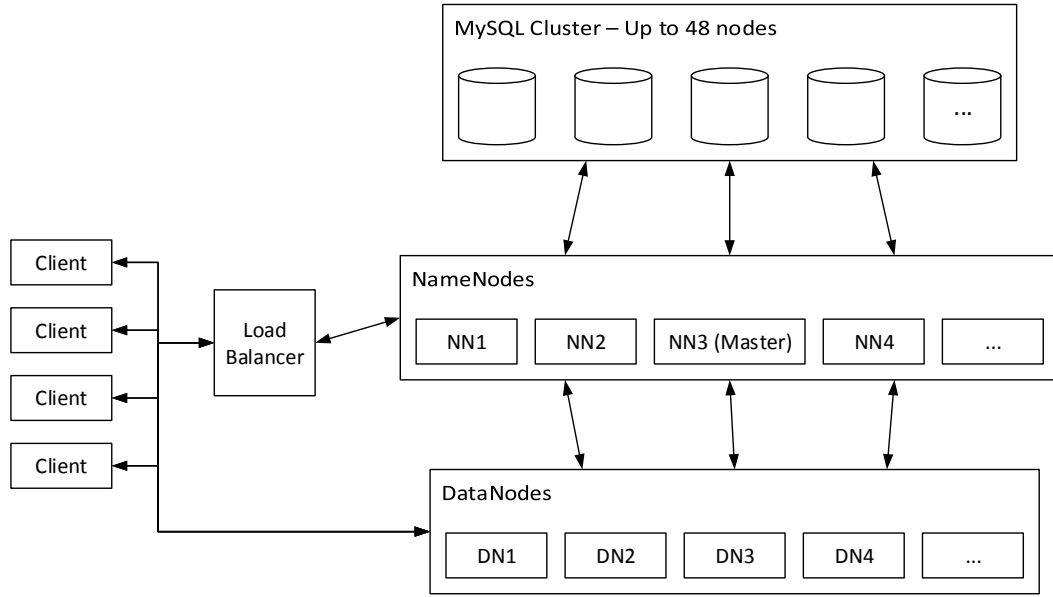 MySQL Cluster – Up to 48 nodes
...
Client
Client
Client
Client
Load
Balancer
NameNodes
NN1 NN2 NN3 (Master) NN4 ...
DataNodes
DN1 DN2 DN3 DN4 ...